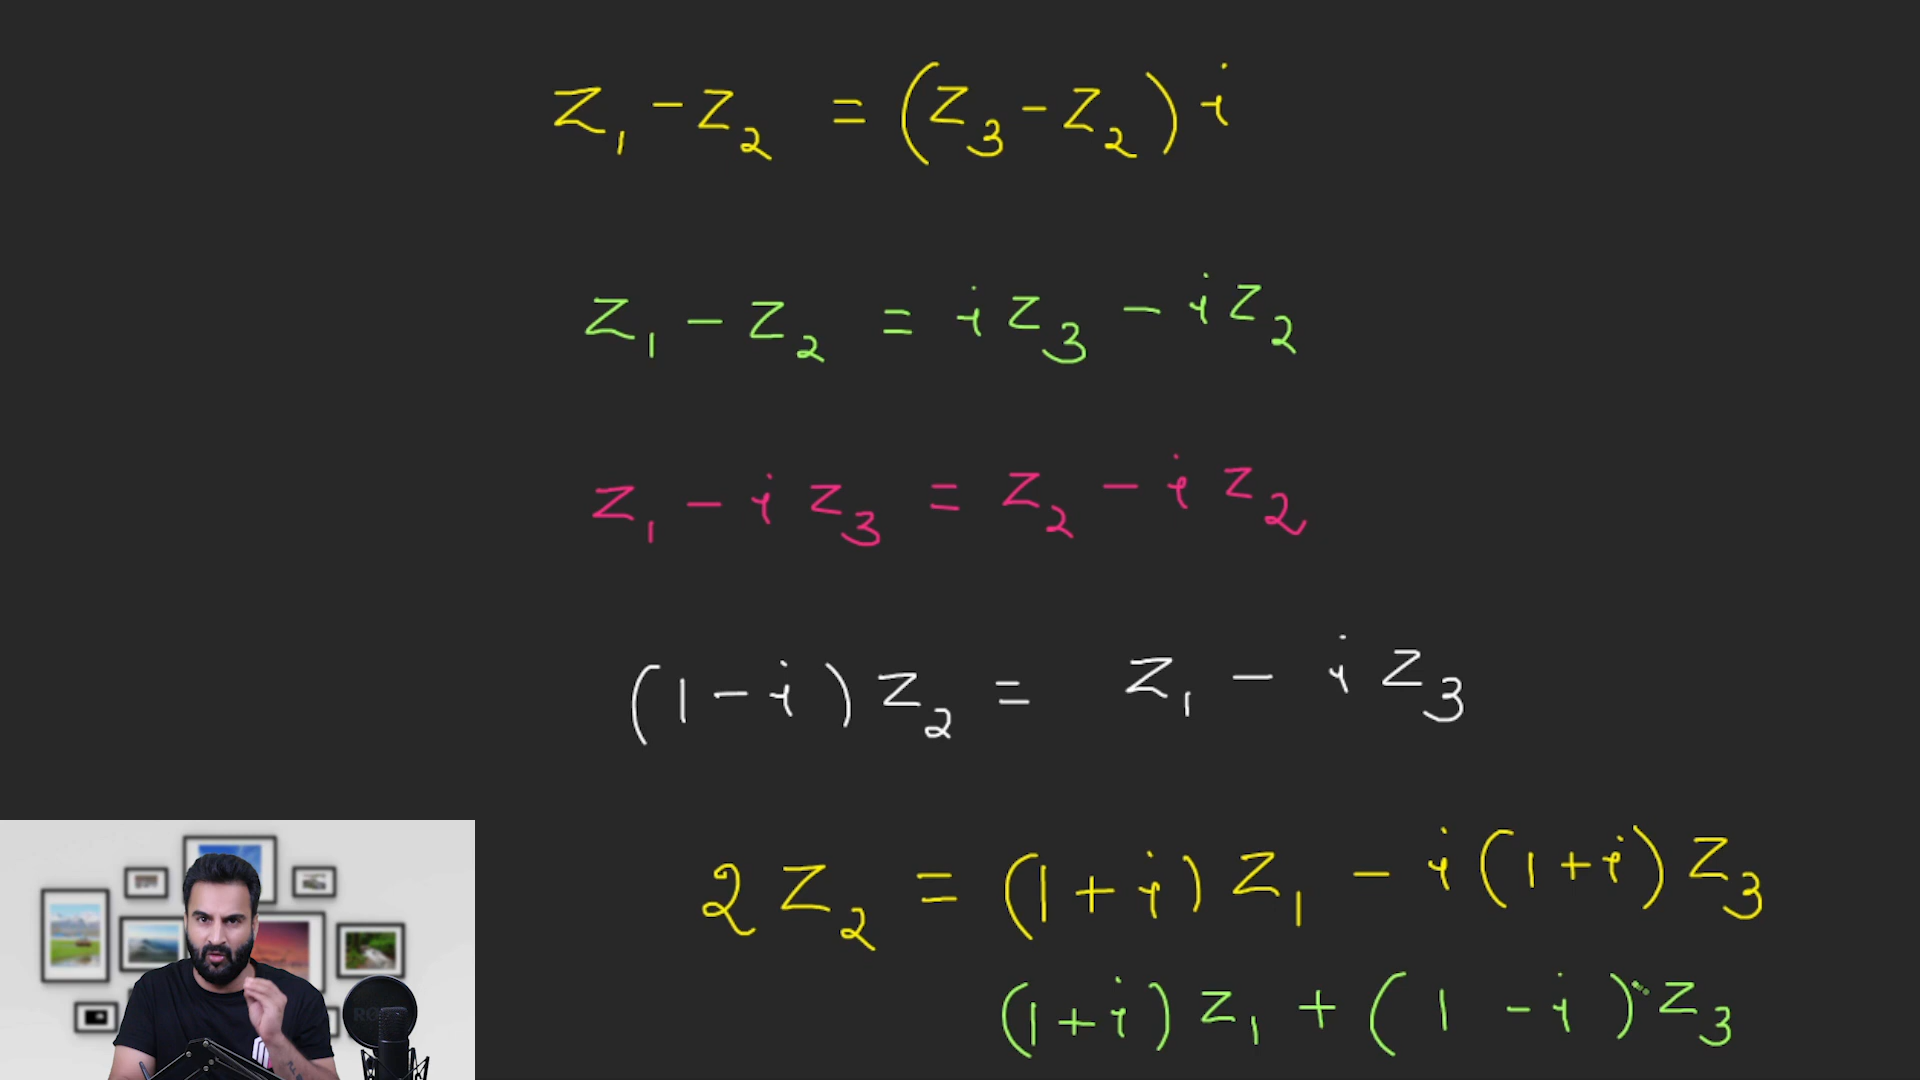 z₁ - z₂ = (z₃ - z₂) i
z₁ - z₂ = i z₃ - i z₂
z₁ - i z₃ = z₂ - i z₂
(1 - i) z₂ = z₁ - i z₃
2 z₂ = (1 + i) z₁ - i (1 + i) z₃
(1 + i) z₁ + (1 - i) z₃